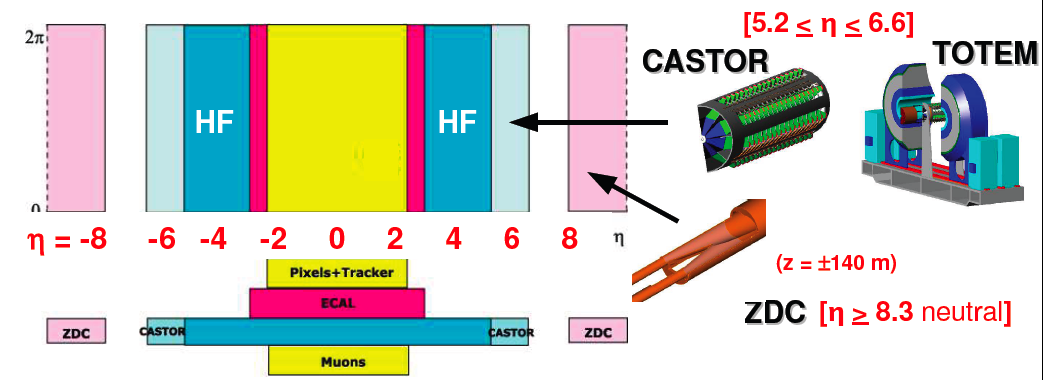 [5.2 ≤ η ≤ 6.6]
CASTOR
TOTEM
2π
HF
HF
0
η = -8 -6 -4 -2 0 2 4 6 8 η
(z = ±140 m)
ZDC [η ≥ 8.3 neutral]
Pixels+Tracker
ECAL
ZDC CASTOR CASTOR ZDC
Muons